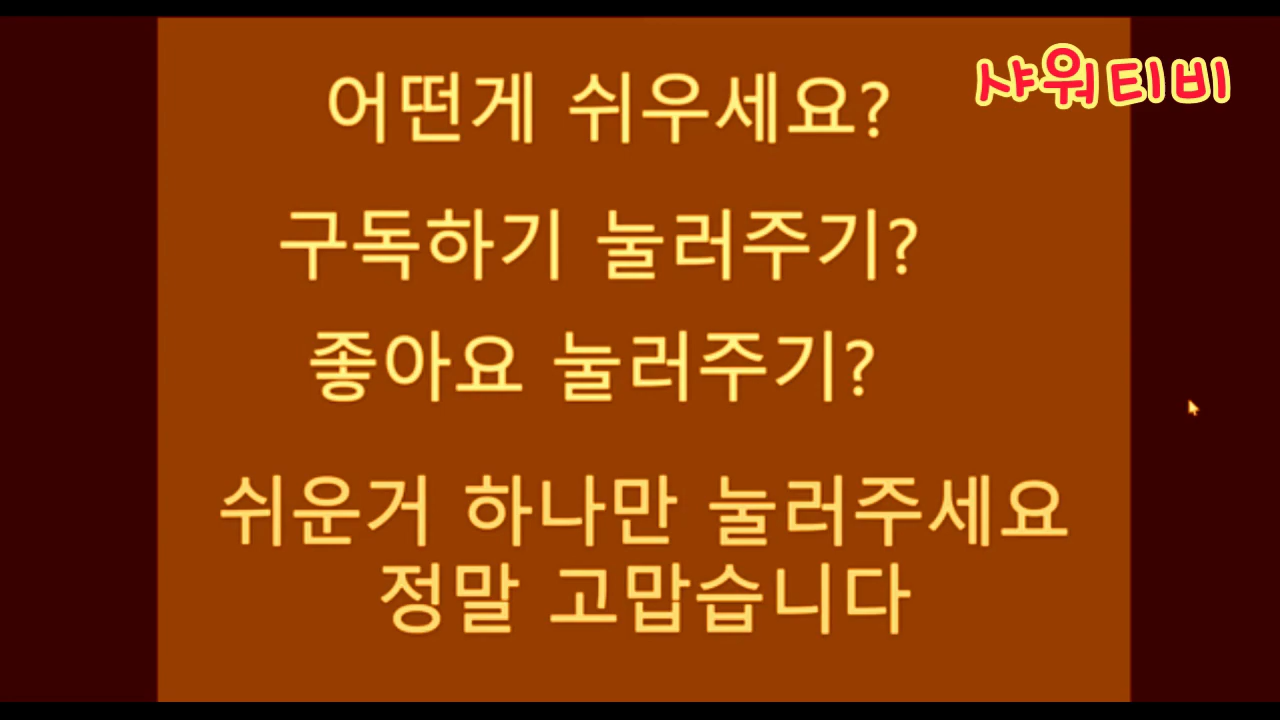 샤워티비
어떤게 쉬우세요?
구독하기 눌러주기?
좋아요 눌러주기?
쉬운거 하나만 눌러주세요
정말 고맙습니다